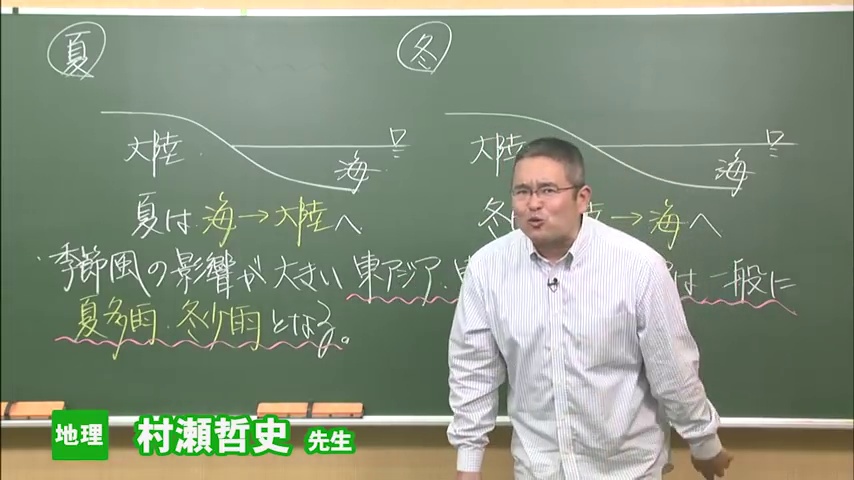 夏
冬
大陸
海
大陸
海
夏は 海→大陸へ
冬 →海へ
季節風の影響が大きい 東アジア・ は一般に
夏多雨・冬少雨となる。
地理 村瀬哲史 先生